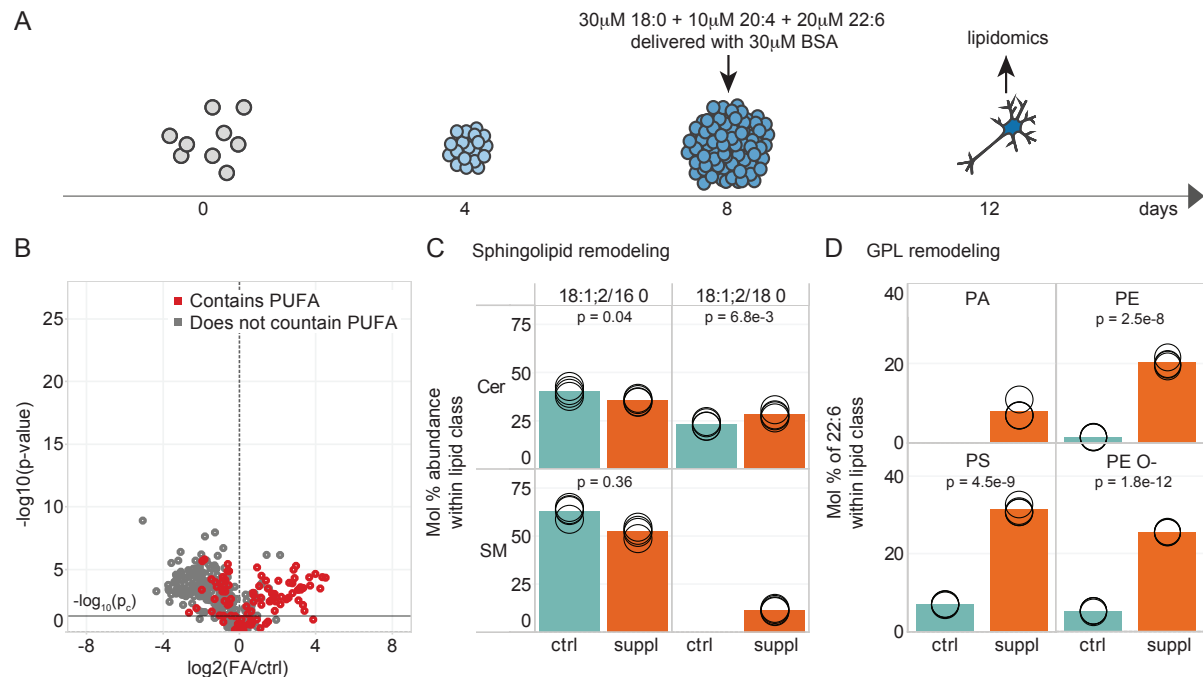 A
30μM 18:0 + 10μM 20:4 + 20μM 22:6
delivered with 30μM BSA
lipidomics
0
4
8
12
days
B
Contains PUFA
Does not countain PUFA
25
20
15
10
5
0
-log10(p-value)
-log10(pc)
-8
-4
0
4
8
log2(FA/ctrl)
C Sphingolipid remodeling
18:1;2/16 0
18:1;2/18 0
p = 0.04
p = 6.8e-3
75
50
25
0
Cer
Mol % abundance
within lipid class
p = 0.36
75
50
25
0
SM
ctrl
suppl
ctrl
suppl
D GPL remodeling
40
20
0
PA
PE
p = 2.5e-8
Mol % of 22:6
within lipid class
40
20
0
PS
p = 4.5e-9
PE O-
p = 1.8e-12
ctrl
suppl
ctrl
suppl